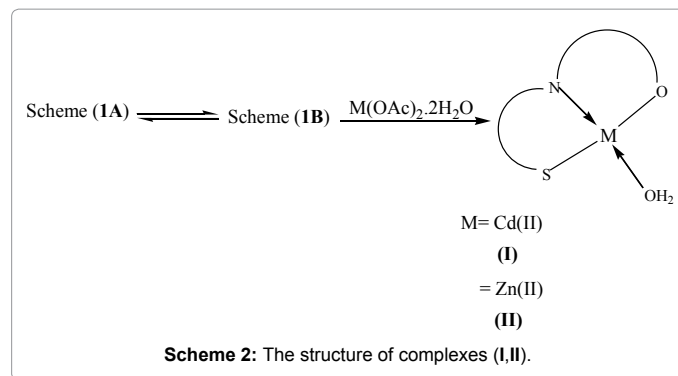 Scheme (1A)
Scheme (1B)
M(OAc)2.2H2O
N
O
M
S
OH2
M= Cd(II)
(I)
= Zn(II)
(II)
Scheme 2: The structure of complexes (I,II).